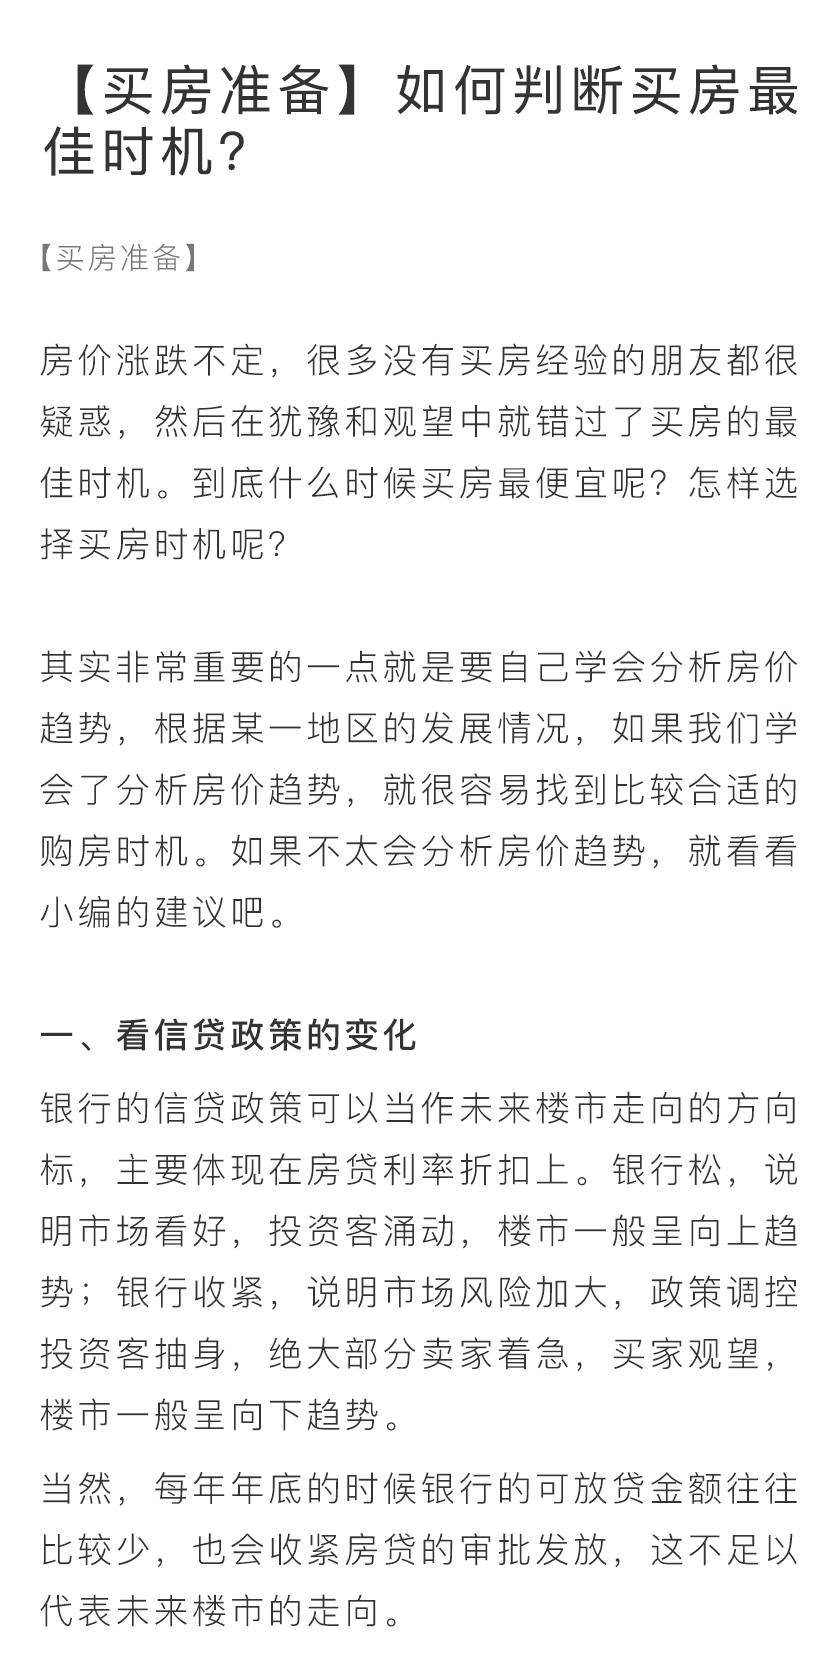 【买房准备】如何判断买房最
佳时机？
【买房准备】
房价涨跌不定，很多没有买房经验的朋友都很
疑惑，然后在犹豫和观望中就错过了买房的最
佳时机。到底什么时候买房最便宜呢？怎样选
择买房时机呢？
其实非常重要的一点就是要自己学会分析房价
趋势，根据某一地区的发展情况，如果我们学
会了分析房价趋势，就很容易找到比较合适的
购房时机。如果不太会分析房价趋势，就看看
小编的建议吧。
一、看信贷政策的变化
银行的信贷政策可以当作未来楼市走向的方向
标，主要体现在房贷利率折扣上。银行松，说
明市场看好，投资客涌动，楼市一般呈向上趋
势；银行收紧，说明市场风险加大，政策调控
投资客抽身，绝大部分卖家着急，买家观望，
楼市一般呈向下趋势。
当然，每年年底的时候银行的可放贷金额往往
比较少，也会收紧房贷的审批发放，这不足以
代表未来楼市的走向。